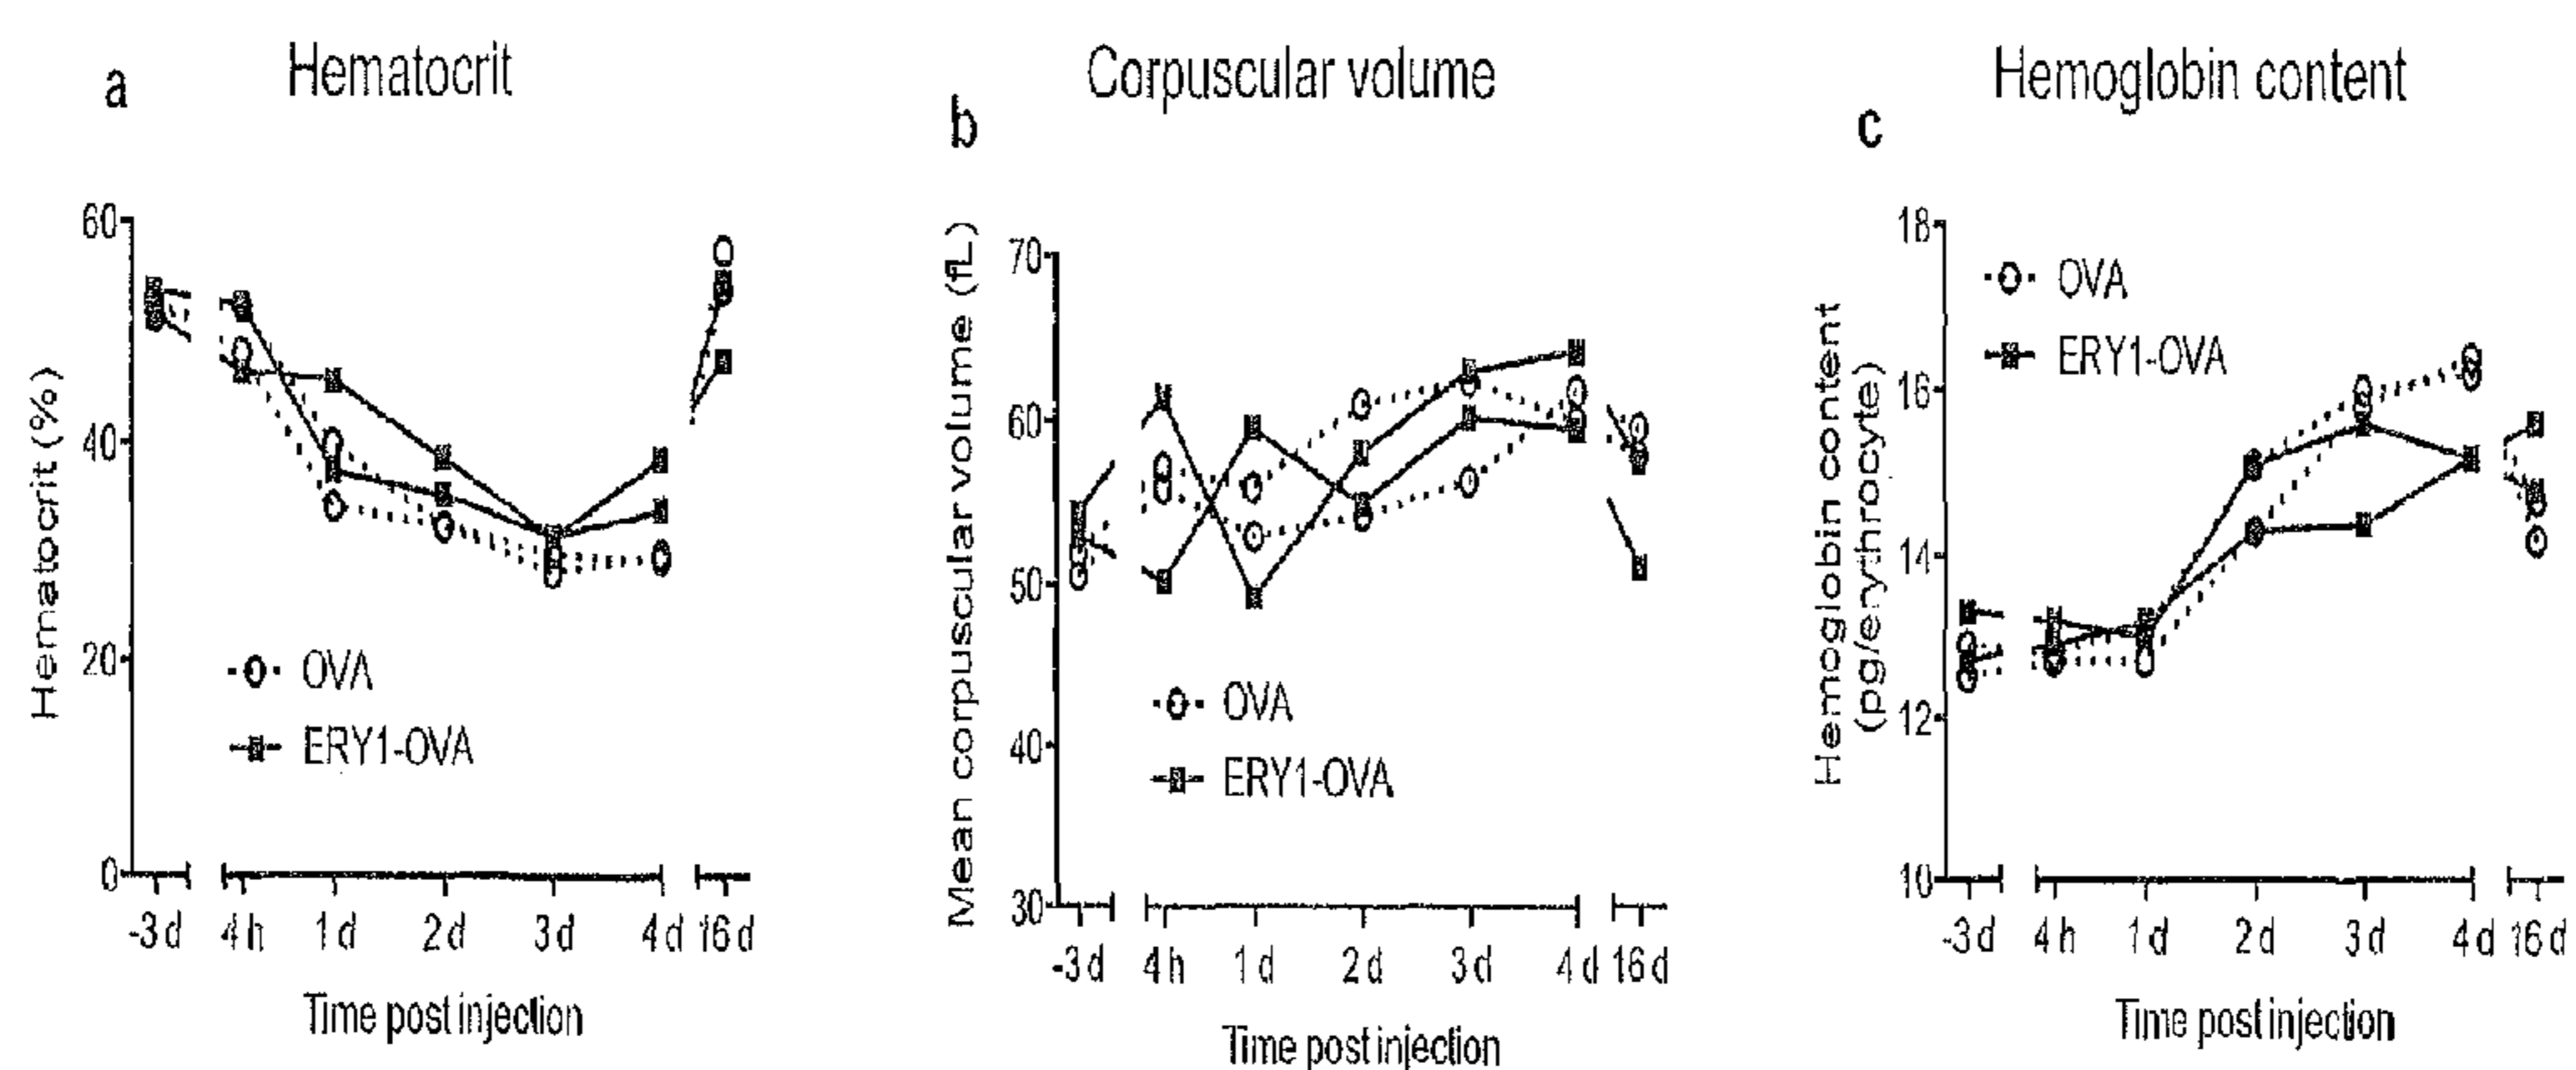 a
Hematocrit
Hematocrit (%)
60
40
20
0
OVA
ERY1-OVA
-3 d
4 h
1 d
2 d
3 d
4 d
16 d
Time post injection
b
Corpuscular volume
Mean corpuscular volume (fL)
70
60
50
40
30
OVA
ERY1-OVA
-3 d
4 h
1 d
2 d
3 d
4 d
16 d
Time post injection
c
Hemoglobin content
Hemoglobin content
(pg/erythrocyte)
18
16
14
12
10
OVA
ERY1-OVA
-3 d
4 h
1 d
2 d
3 d
4 d
16 d
Time post injection